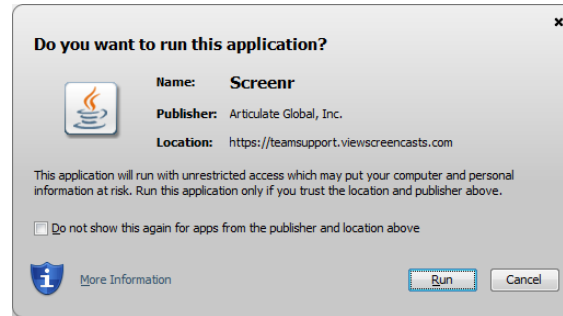 Do you want to run this application?
Name: Screenr
Publisher: Articulate Global, Inc.
Location: https://teamsupport.viewscreencasts.com
This application will run with unrestricted access which may put your computer and personal
information at risk. Run this application only if you trust the location and publisher above.
Do not show this again for apps from the publisher and location above
More Information
Run
Cancel